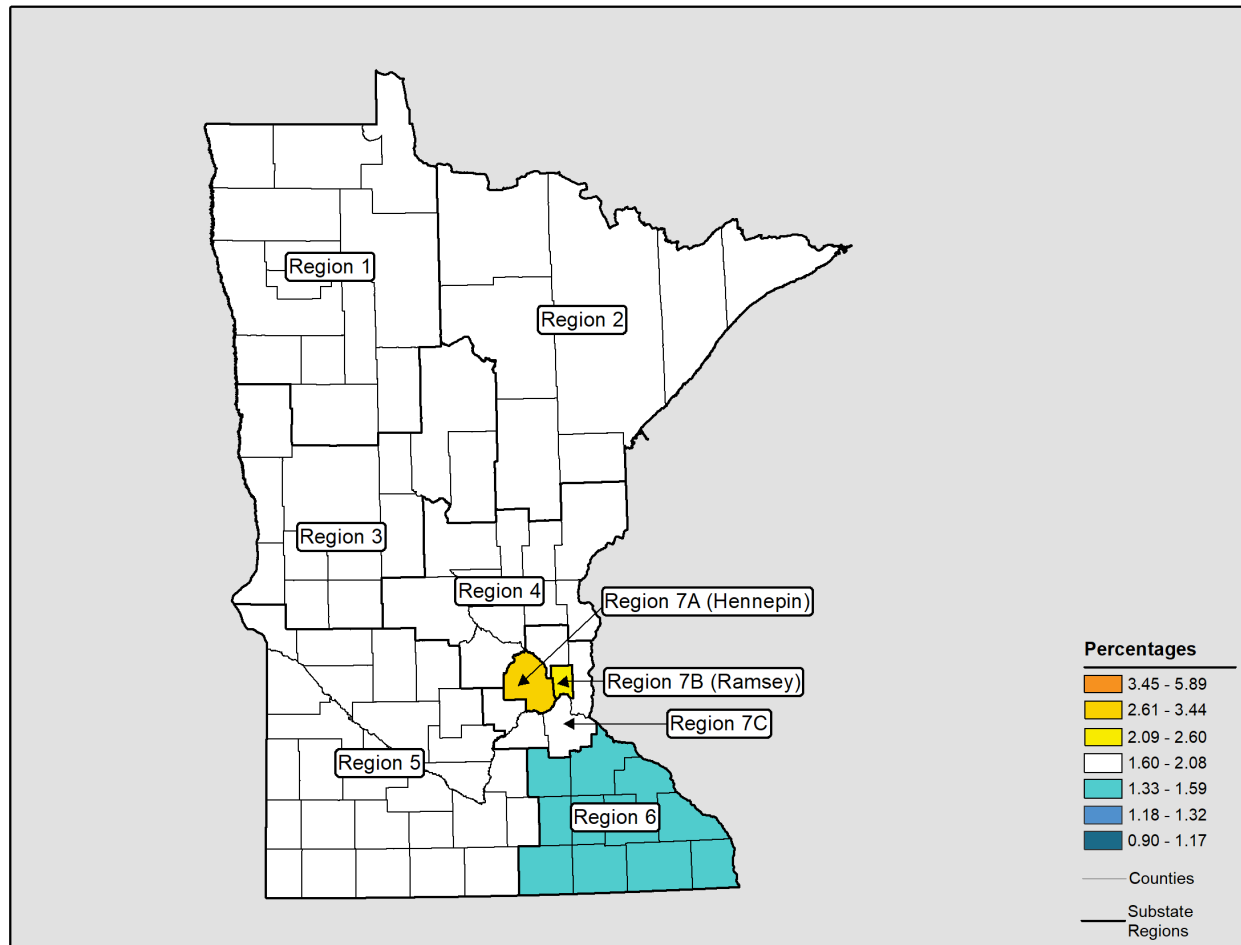 Region 1
Region 2
Region 3
Region 4
Region 7A (Hennepin)
Region 7B (Ramsey)
Region 7C
Region 5
Region 6
Percentages
3.45 - 5.89
2.61 - 3.44
2.09 - 2.60
1.60 - 2.08
1.33 - 1.59
1.18 - 1.32
0.90 - 1.17
Counties
Substate
Regions